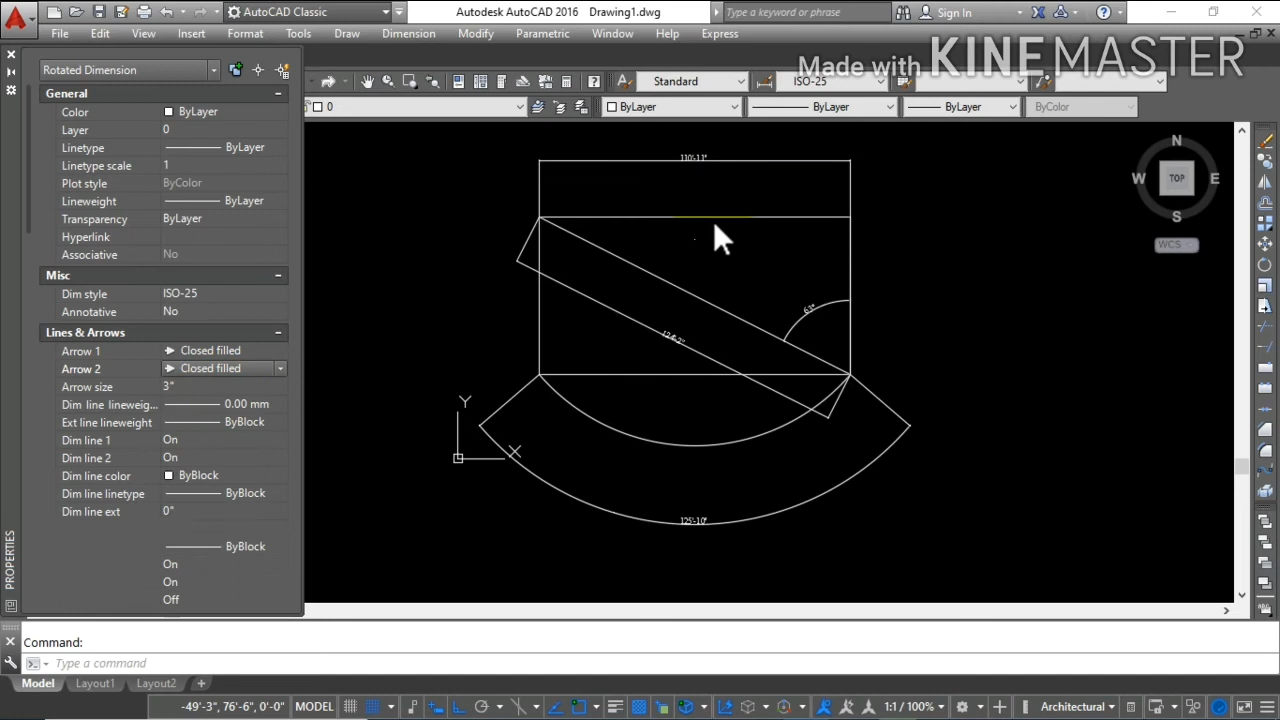 AutoCAD Classic
Autodesk AutoCAD 2016 Drawing1.dwg
Type a keyword or phrase
Sign In
File Edit View Insert Format Tools Draw Dimension Modify Parametric Window Help Express
Made with KINEMASTER
Rotated Dimension
Standard
ISO-25
0
ByLayer
ByLayer
ByLayer
ByColor
General
Color ByLayer
Layer 0
Linetype ByLayer
Linetype scale 1
Plot style ByColor
Lineweight ByLayer
Transparency ByLayer
Hyperlink
Associative No
Misc
Dim style ISO-25
Annotative No
Lines & Arrows
Arrow 1 Closed filled
Arrow 2 Closed filled
Arrow size 3"
Dim line lineweig... 0.00 mm
Ext line lineweight ByBlock
Dim line 1 On
Dim line 2 On
Dim line color ByBlock
Dim line linetype ByBlock
Dim line ext 0"
ByBlock
On
On
Off
PROPERTIES
110'-11"
63°
125'-10"
Y
X
N
W TOP E
S
WCS
Command:
Type a command
Model Layout1 Layout2 +
-49'-3", 76'-6", 0'-0" MODEL 1:1 / 100% Architectural